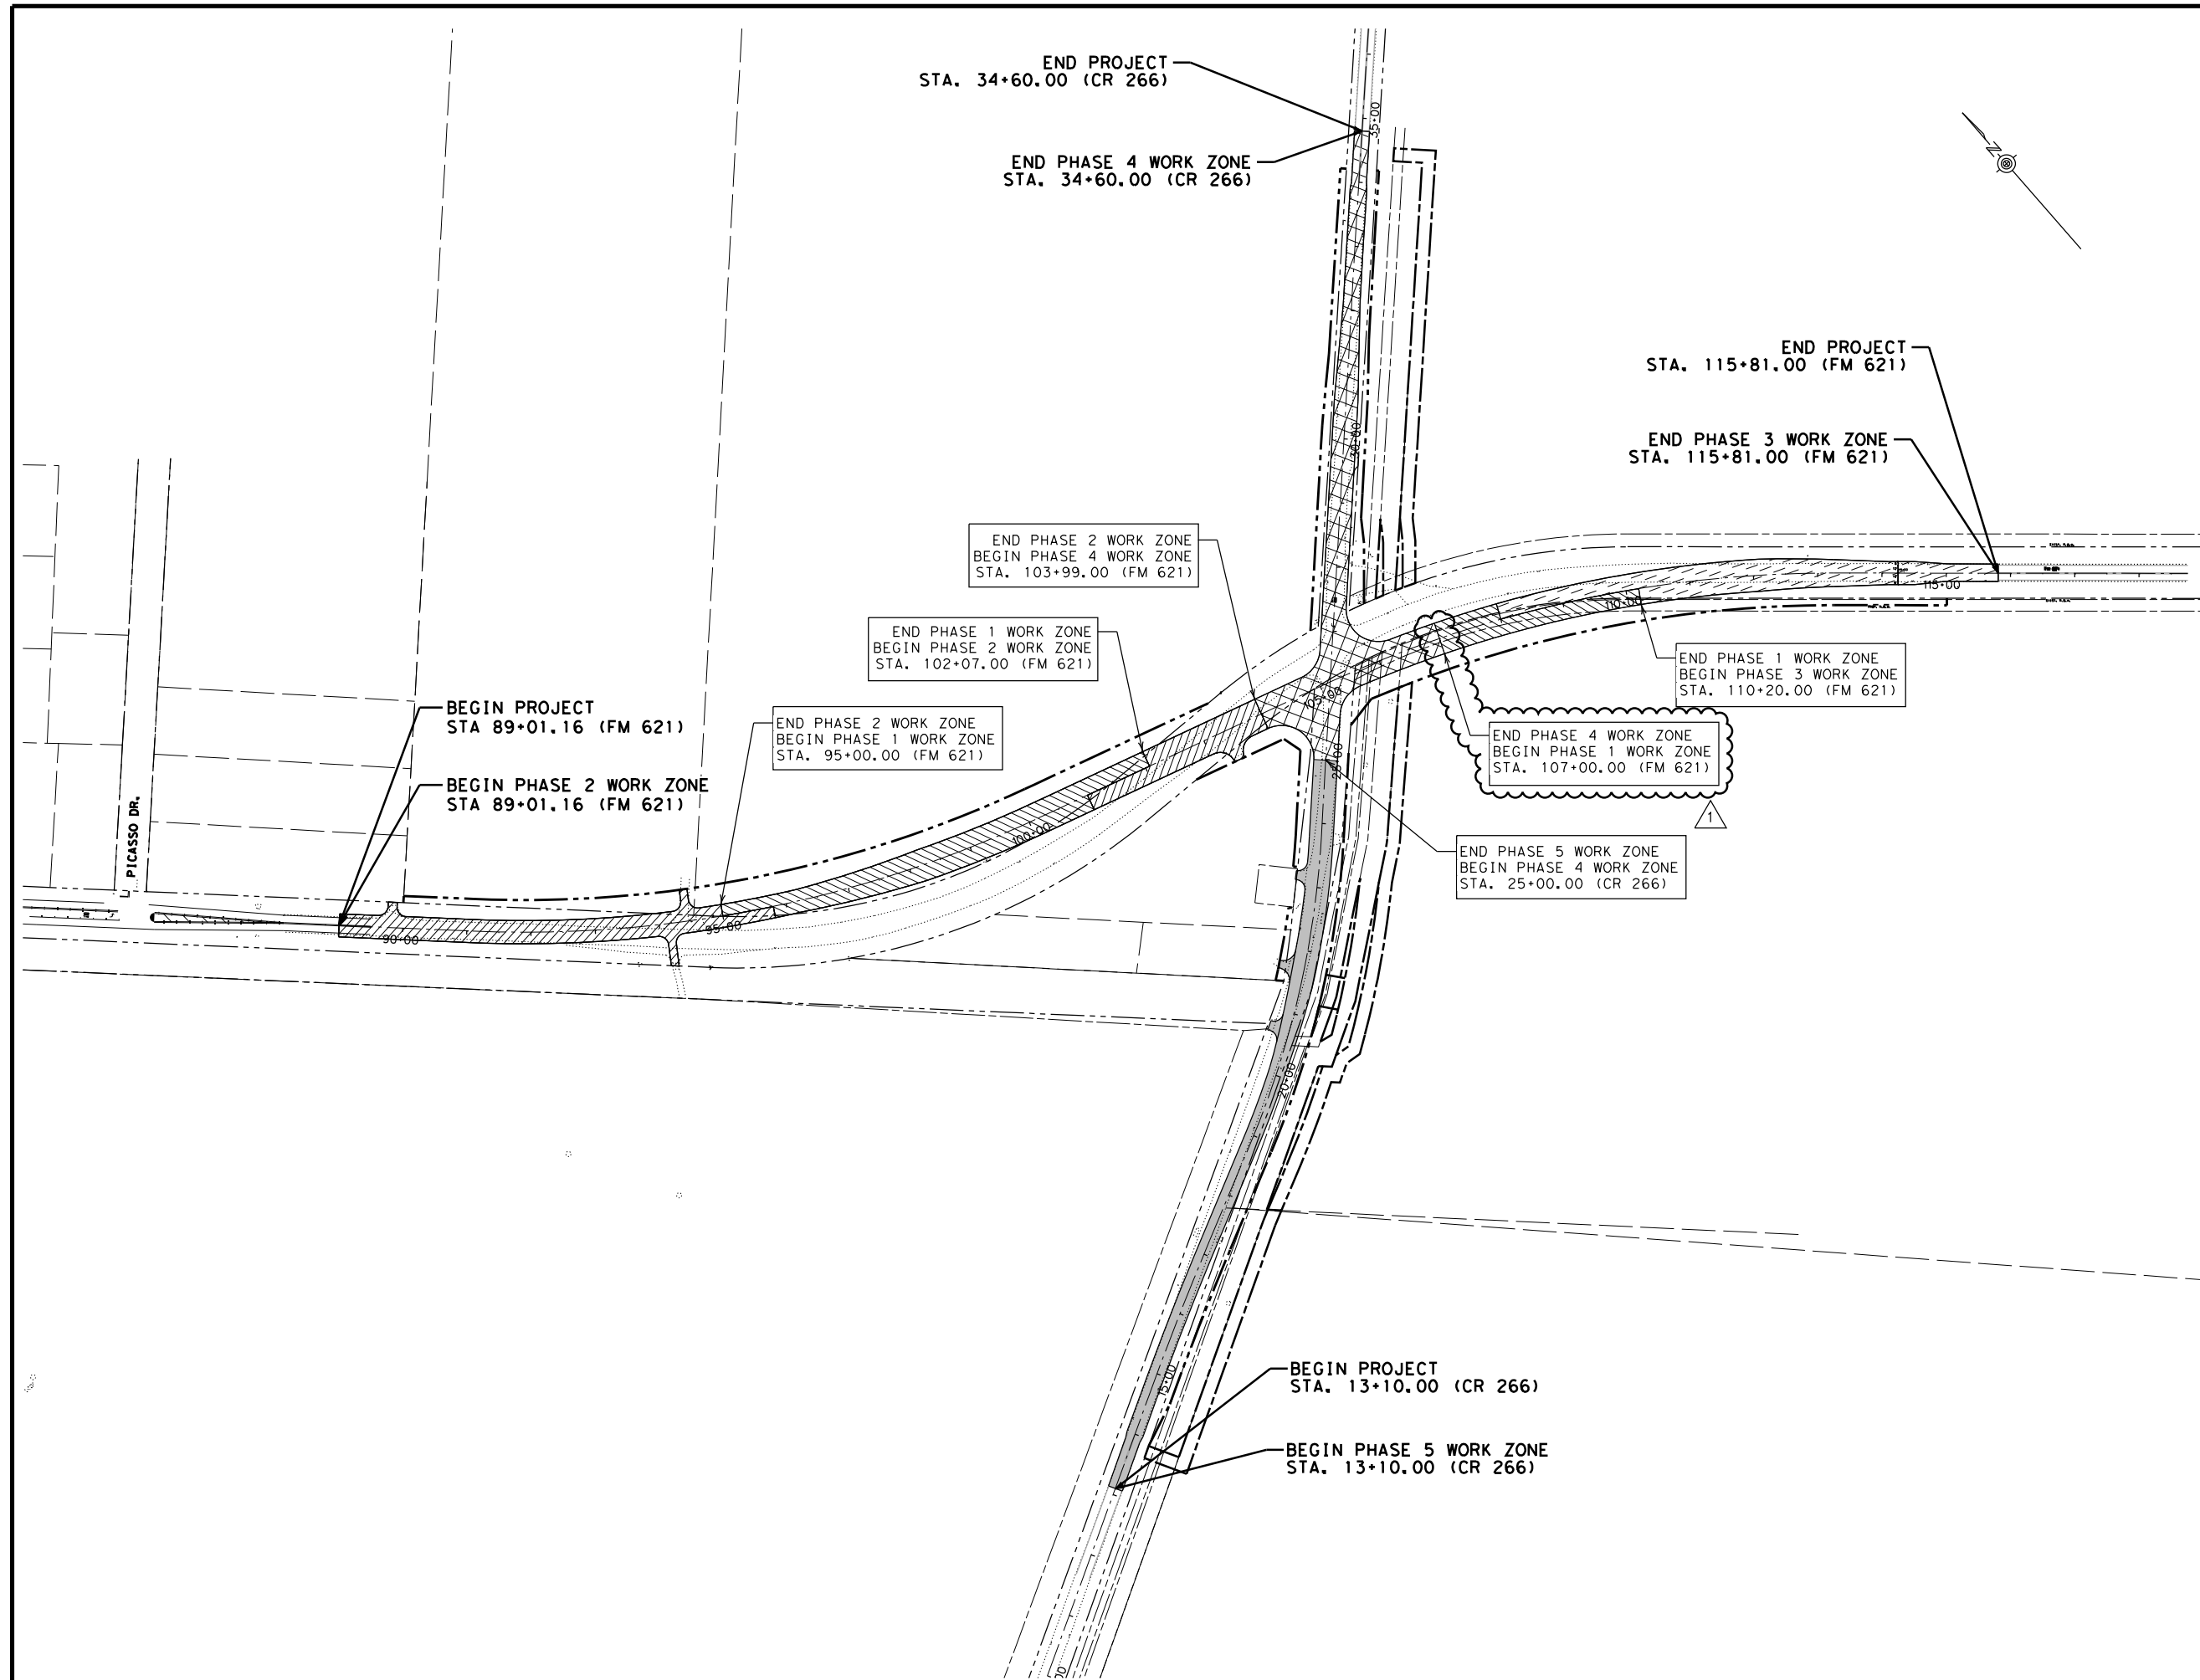 END PROJECT
STA. 34+60.00 (CR 266)
35+00
END PHASE 4 WORK ZONE
STA. 34+60.00 (CR 266)
N
END PROJECT
STA. 115+81.00 (FM 621)
END PHASE 3 WORK ZONE
STA. 115+81.00 (FM 621)
30+00
END PHASE 2 WORK ZONE
BEGIN PHASE 4 WORK ZONE
STA. 103+99.00 (FM 621)
115+00
110+00
END PHASE 1 WORK ZONE
BEGIN PHASE 2 WORK ZONE
STA. 102+07.00 (FM 621)
END PHASE 1 WORK ZONE
BEGIN PHASE 3 WORK ZONE
STA. 110+20.00 (FM 621)
105+00
BEGIN PROJECT
STA 89+01.16 (FM 621)
END PHASE 2 WORK ZONE
BEGIN PHASE 1 WORK ZONE
STA. 95+00.00 (FM 621)
END PHASE 4 WORK ZONE
BEGIN PHASE 1 WORK ZONE
STA. 107+00.00 (FM 621)
25+00
BEGIN PHASE 2 WORK ZONE
STA 89+01.16 (FM 621)
1
PICASSO DR.
100+00
END PHASE 5 WORK ZONE
BEGIN PHASE 4 WORK ZONE
STA. 25+00.00 (CR 266)
90+00
95+00
20+00
15+00
BEGIN PROJECT
STA. 13+10.00 (CR 266)
BEGIN PHASE 5 WORK ZONE
STA. 13+10.00 (CR 266)